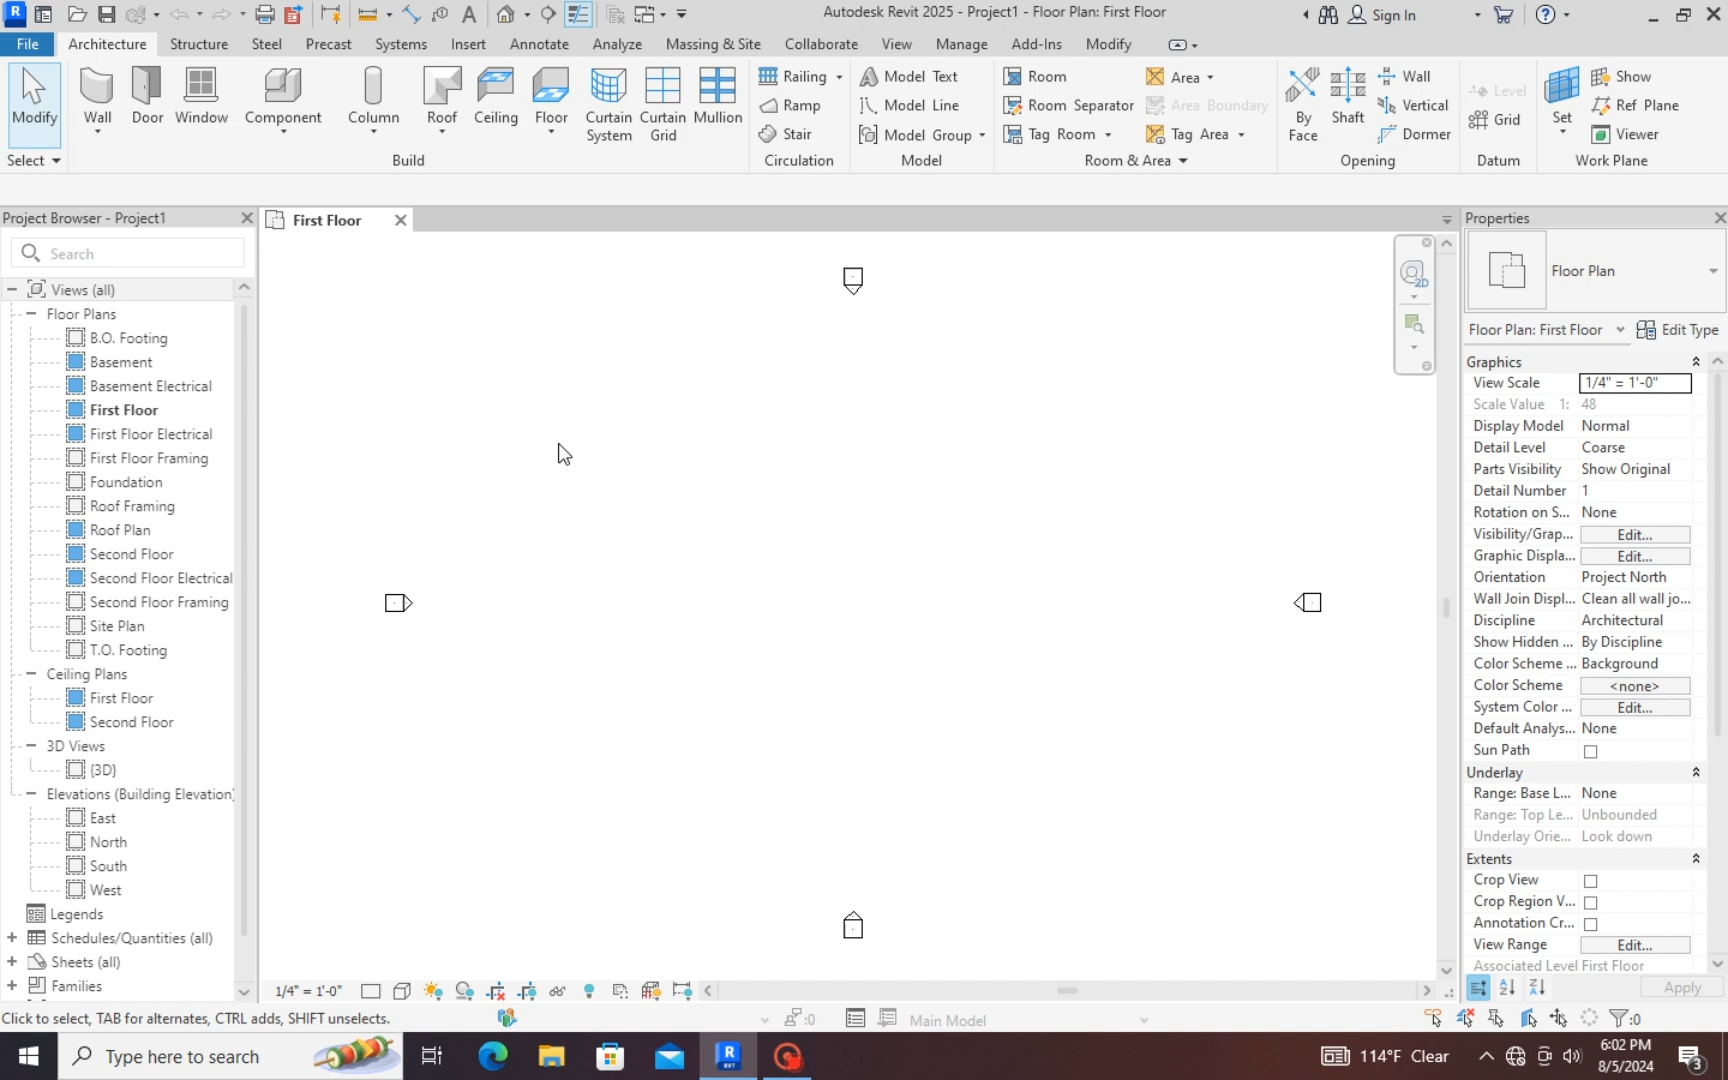 Autodesk Revit 2025 - Project1 - Floor Plan: First Floor
Sign In
File Architecture Structure Steel Precast Systems Insert Annotate Analyze Massing & Site Collaborate View Manage Add-Ins Modify
Modify
Wall
Door
Window
Component
Column
Roof
Ceiling
Floor
Curtain System
Curtain Grid
Mullion
Railing
Ramp
Stair
Model Text
Model Line
Model Group
Room
Room Separator
Tag Room
Area
Area Boundary
Tag Area
By Face
Shaft
Wall
Vertical
Dormer
Level
Grid
Set
Show
Ref Plane
Viewer
Select Build Circulation Model Room & Area Opening Datum Work Plane
Project Browser - Project1
Search
Views (all)
Floor Plans
B.O. Footing
Basement
Basement Electrical
First Floor
First Floor Electrical
First Floor Framing
Foundation
Roof Framing
Roof Plan
Second Floor
Second Floor Electrical
Second Floor Framing
Site Plan
T.O. Footing
Ceiling Plans
First Floor
Second Floor
3D Views
{3D}
Elevations (Building Elevation)
East
North
South
West
Legends
Schedules/Quantities (all)
Sheets (all)
Families
First Floor
2D
1/4" = 1'-0"
Properties
Floor Plan
Floor Plan: First Floor Edit Type
Graphics
View Scale 1/4" = 1'-0"
Scale Value 1: 48
Display Model Normal
Detail Level Coarse
Parts Visibility Show Original
Detail Number 1
Rotation on S... None
Visibility/Grap... Edit...
Graphic Displa... Edit...
Orientation Project North
Wall Join Displ... Clean all wall jo...
Discipline Architectural
Show Hidden ... By Discipline
Color Scheme ... Background
Color Scheme <none>
System Color ... Edit...
Default Analys... None
Sun Path
Underlay
Range: Base L... None
Range: Top Le... Unbounded
Underlay Orie... Look down
Extents
Crop View
Crop Region V...
Annotation Cr...
View Range Edit...
Associated Level First Floor
Apply
Click to select, TAB for alternates, CTRL adds, SHIFT unselects.
:0
Main Model
:0
Type here to search
114°F Clear
6:02 PM
8/5/2024
3